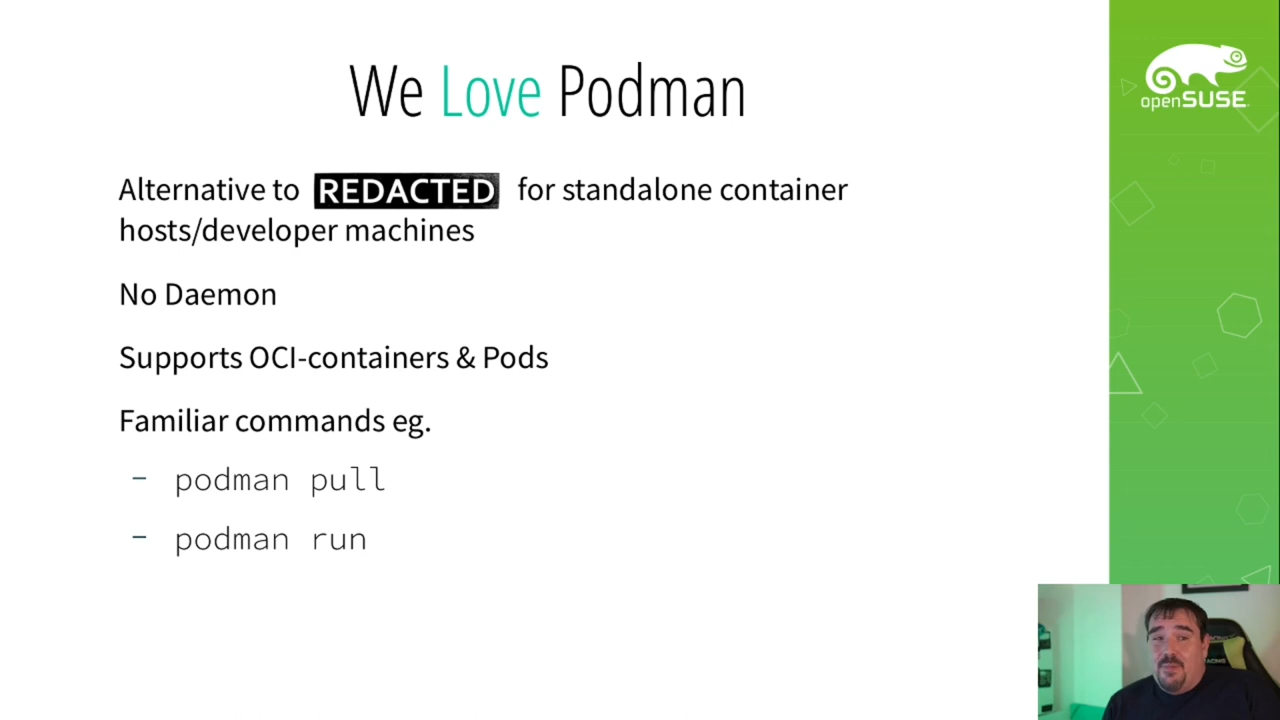 We Love Podman
openSUSE
Alternative to REDACTED for standalone container
hosts/developer machines
No Daemon
Supports OCI-containers & Pods
Familiar commands eg.
- podman pull
- podman run